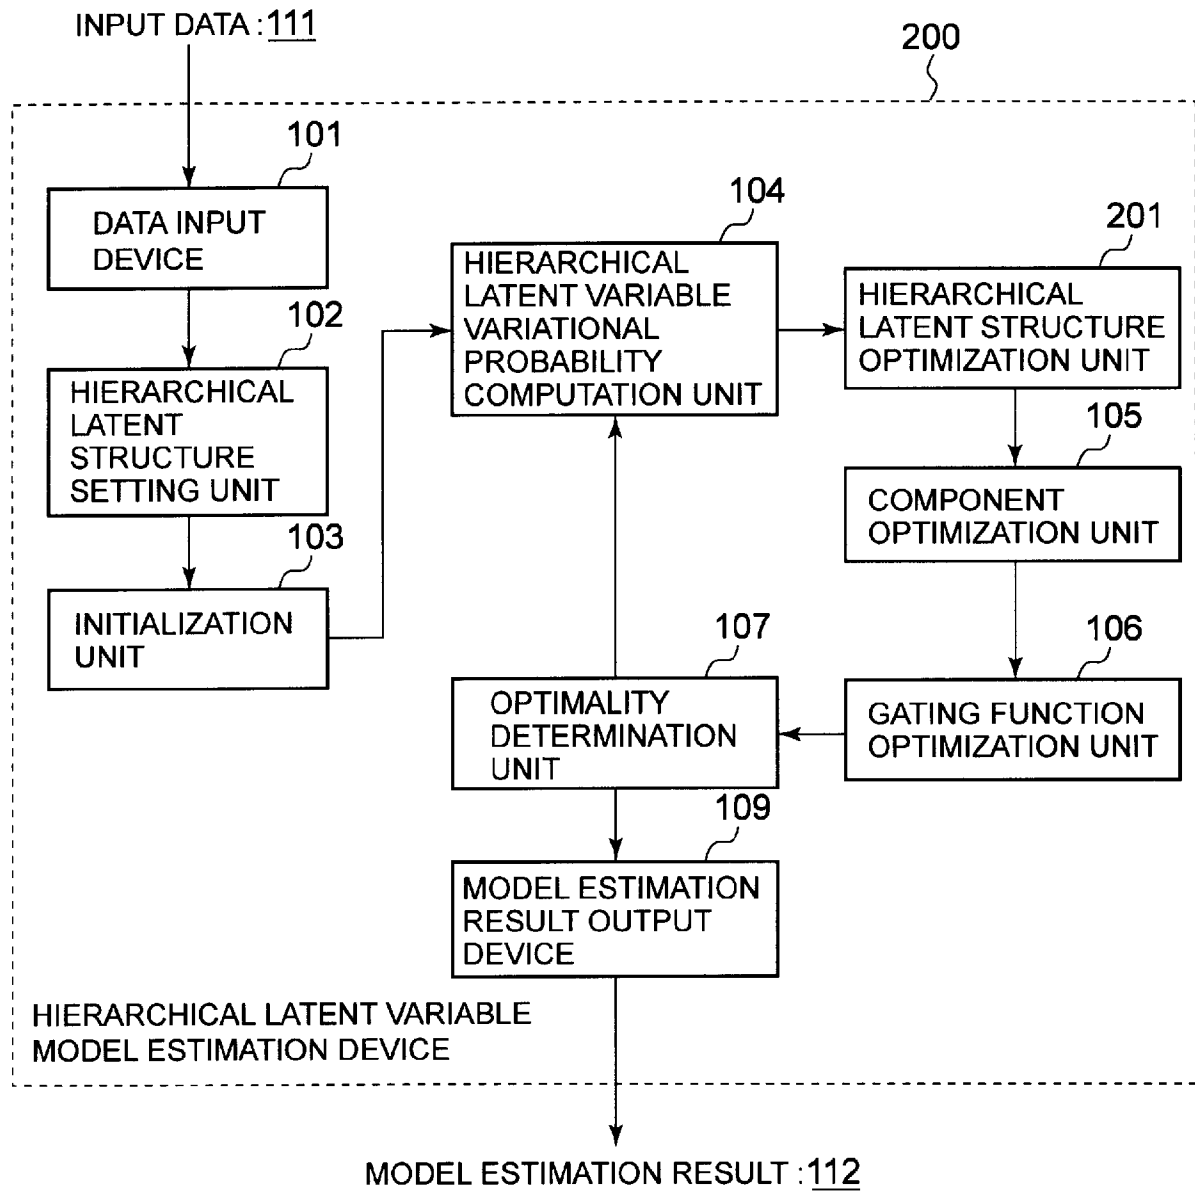 INPUT DATA : 111
200
101
DATA INPUT
DEVICE
102
HIERARCHICAL
LATENT
STRUCTURE
SETTING UNIT
103
INITIALIZATION
UNIT
104
HIERARCHICAL
LATENT VARIABLE
VARIATIONAL
PROBABILITY
COMPUTATION UNIT
201
HIERARCHICAL
LATENT STRUCTURE
OPTIMIZATION UNIT
105
COMPONENT
OPTIMIZATION UNIT
106
GATING FUNCTION
OPTIMIZATION UNIT
107
OPTIMALITY
DETERMINATION
UNIT
109
MODEL ESTIMATION
RESULT OUTPUT
DEVICE
HIERARCHICAL LATENT VARIABLE
MODEL ESTIMATION DEVICE
MODEL ESTIMATION RESULT : 112